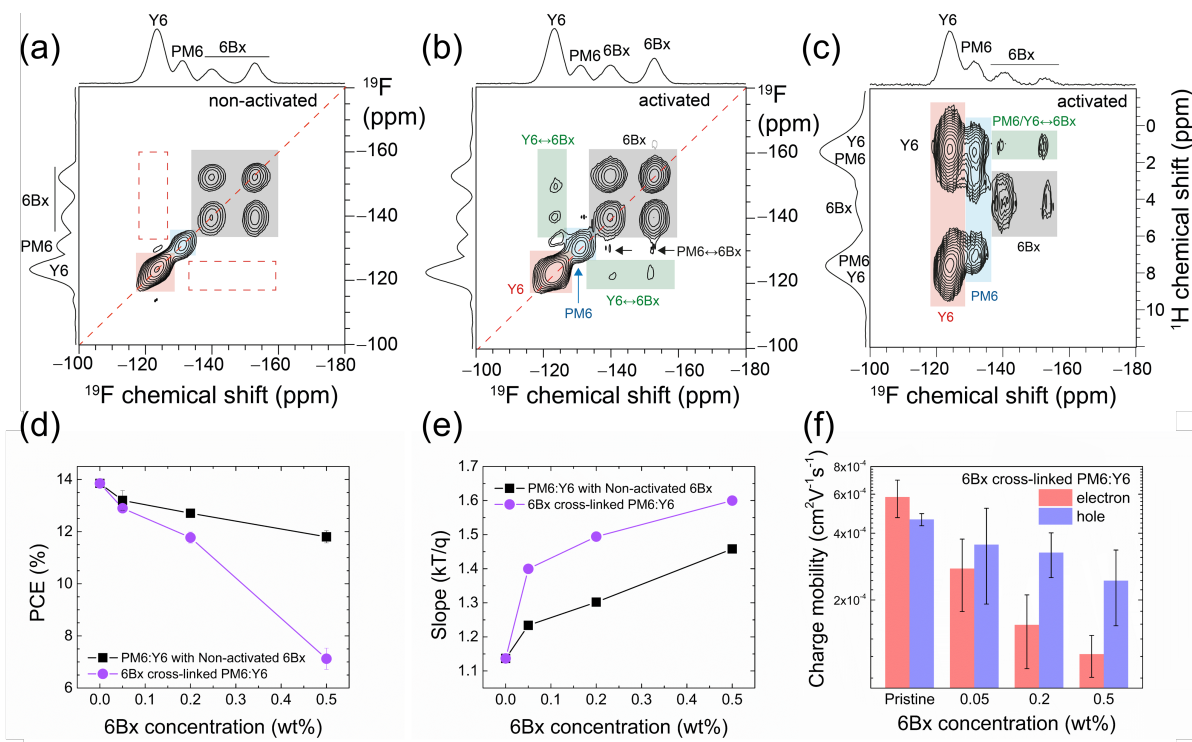 (a)
Y6
PM6
6Bx
non-activated
¹⁹F
(ppm)
−160
−140
−120
−100
6Bx
PM6
Y6
−100 −120 −140 −160 −180
¹⁹F chemical shift (ppm)
(b)
Y6
PM6
6Bx
6Bx
activated
¹⁹F
(ppm)
Y6↔6Bx
6Bx
−160
−140
−120
−100
PM6↔6Bx
Y6
PM6
Y6↔6Bx
−100 −120 −140 −160 −180
¹⁹F chemical shift (ppm)
(c)
Y6
PM6
6Bx
activated
PM6/Y6↔6Bx
Y6
Y6
PM6
6Bx
PM6
Y6
6Bx
PM6
Y6
0
2
4
6
8
10
¹H chemical shift (ppm)
−100 −120 −140 −160 −180
¹⁹F chemical shift (ppm)
(d)
PCE (%)
14
12
10
8
6
PM6:Y6 with Non-activated 6Bx
6Bx cross-linked PM6:Y6
0.0 0.1 0.2 0.3 0.4 0.5
6Bx concentration (wt%)
(e)
Slope (kT/q)
1.7
1.6
1.5
1.4
1.3
1.2
1.1
PM6:Y6 with Non-activated 6Bx
6Bx cross-linked PM6:Y6
0.0 0.1 0.2 0.3 0.4 0.5
6Bx concentration (wt%)
(f)
Charge mobility (cm²V⁻¹s⁻¹)
8x10⁻⁴
6x10⁻⁴
4x10⁻⁴
2x10⁻⁴
6Bx cross-linked PM6:Y6
electron
hole
Pristine 0.05 0.2 0.5
6Bx concentration (wt%)